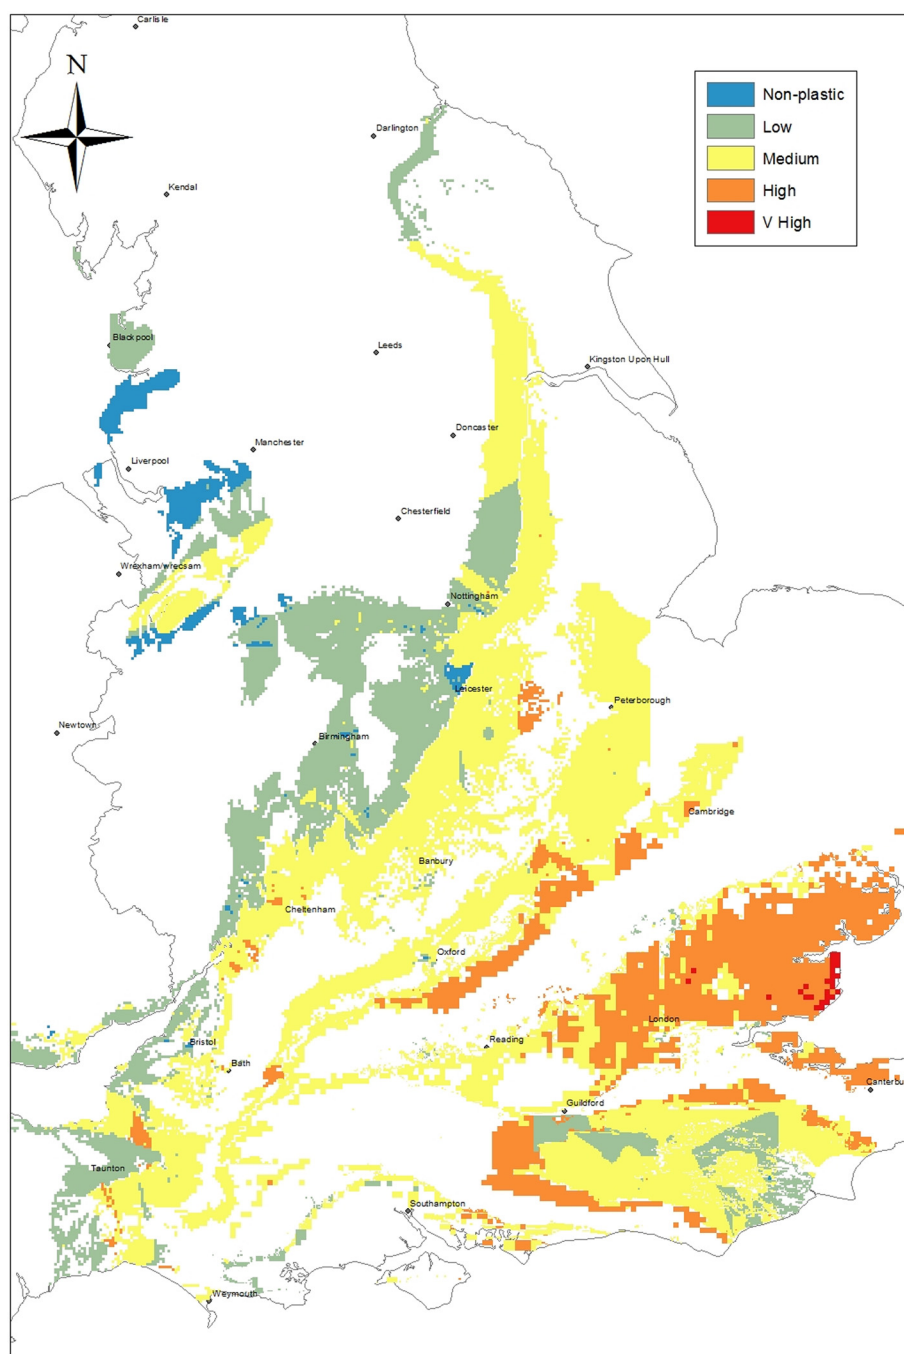 Carlisle
N
Non-plastic
Low
Medium
High
V High
Darlington
Kendal
Blackpool
Leeds
Kingston Upon Hull
Doncaster
Manchester
Liverpool
Chesterfield
Wrexham/wrecsam
Nottingham
Leicester
Peterborough
Newtown
Birmingham
Cambridge
Banbury
Cheltenham
Oxford
London
Bristol
Reading
Bath
Canterbu
Guildford
Taunton
Southampton
Weymouth